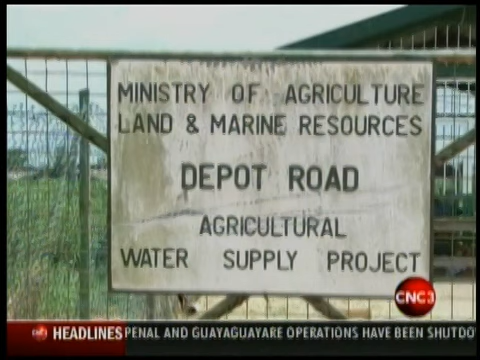 MINISTRY OF AGRICULTURE
LAND & MARINE RESOURCES
DEPOT ROAD
AGRICULTURAL
WATER SUPPLY PROJECT
CNC3
CNC3 HEADLINES PENAL AND GUAYAGUAYARE OPERATIONS HAVE BEEN SHUTDO